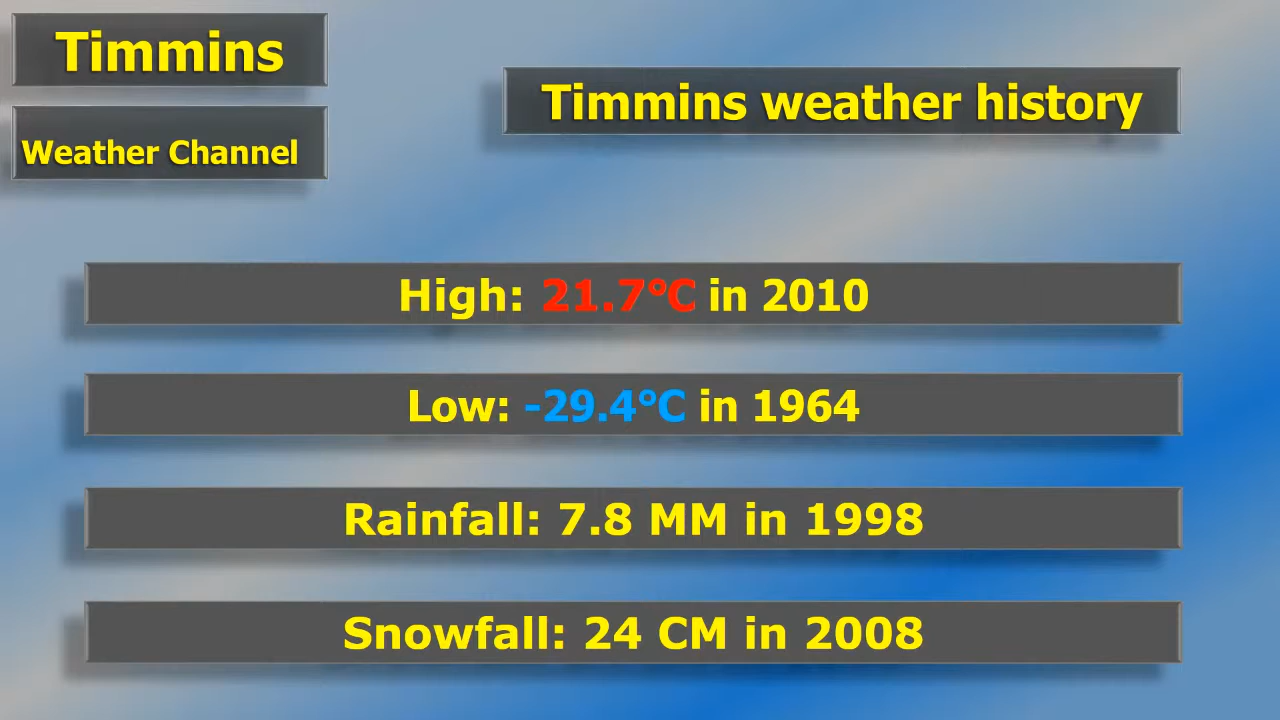 Timmins
Weather Channel
Timmins weather history
High: 21.7°C in 2010
Low: -29.4°C in 1964
Rainfall: 7.8 MM in 1998
Snowfall: 24 CM in 2008